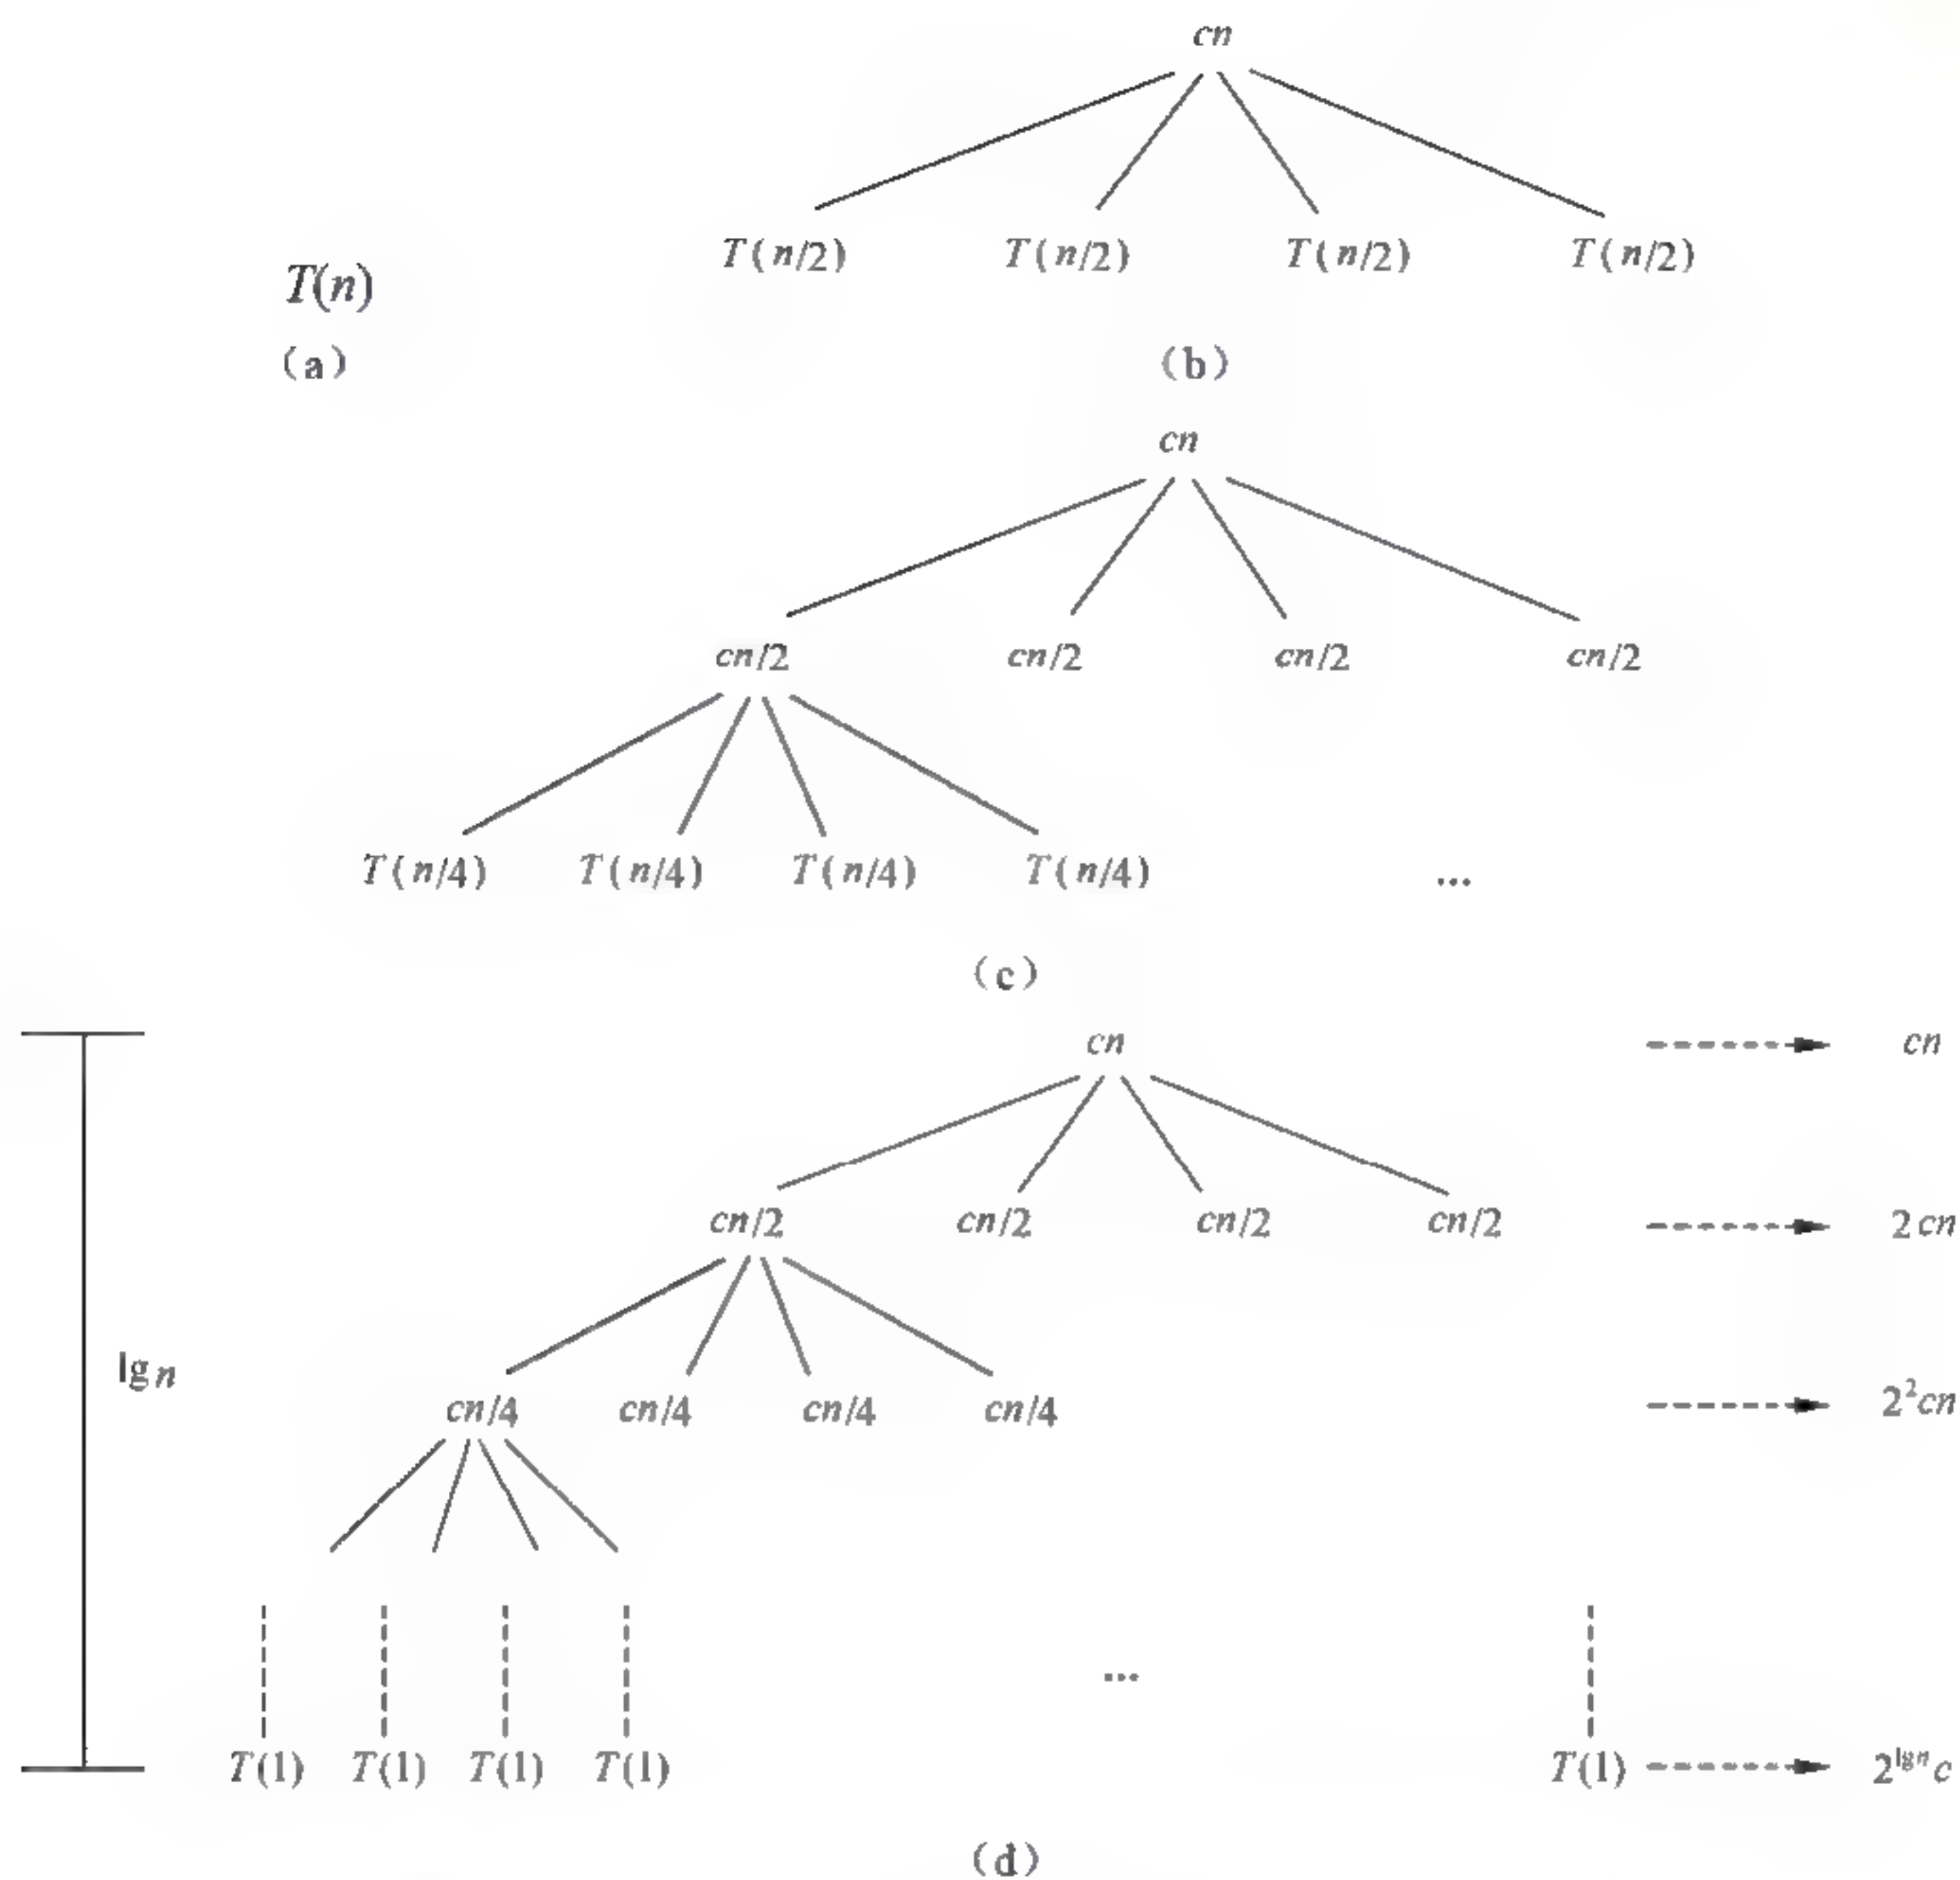 cn
T(n/2) T(n/2) T(n/2) T(n/2)
T(n)
(a) (b)
cn
cn/2 cn/2 cn/2 cn/2
T(n/4) T(n/4) T(n/4) T(n/4) ...
(c)
cn cn
cn/2 cn/2 cn/2 cn/2 2cn
lgn
cn/4 cn/4 cn/4 cn/4 2²cn
...
T(1) T(1) T(1) T(1) T(1) 2^{lgn}c
(d)